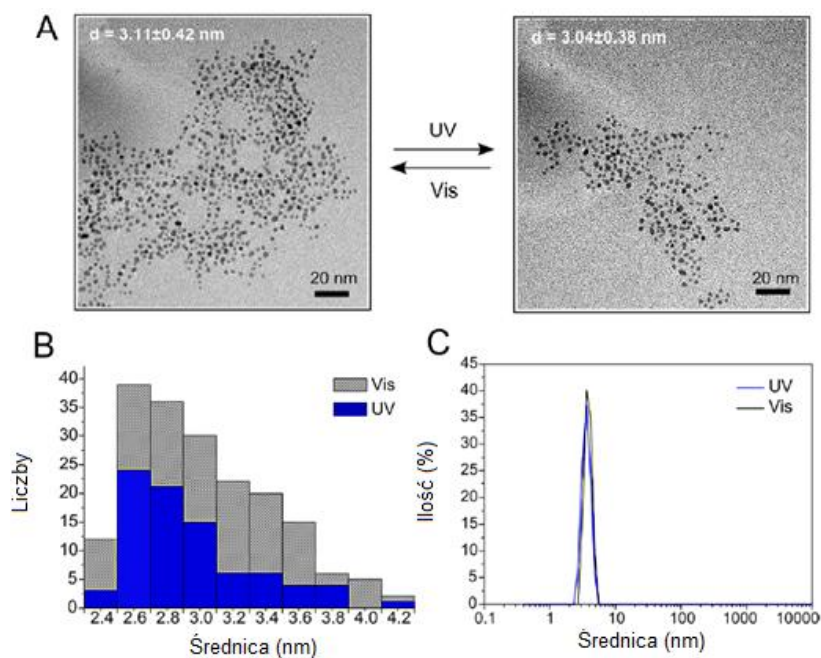 A
d = 3.11±0.42 nm
20 nm
UV
Vis
d = 3.04±0.38 nm
20 nm
B
Liczby
40
35
30
25
20
15
10
5
0
Vis
UV
2.4 2.6 2.8 3.0 3.2 3.4 3.6 3.8 4.0 4.2
Średnica (nm)
C
Ilość (%)
45
40
35
30
25
20
15
10
5
0
UV
Vis
0.1 1 10 100 1000 10000
Średnica (nm)